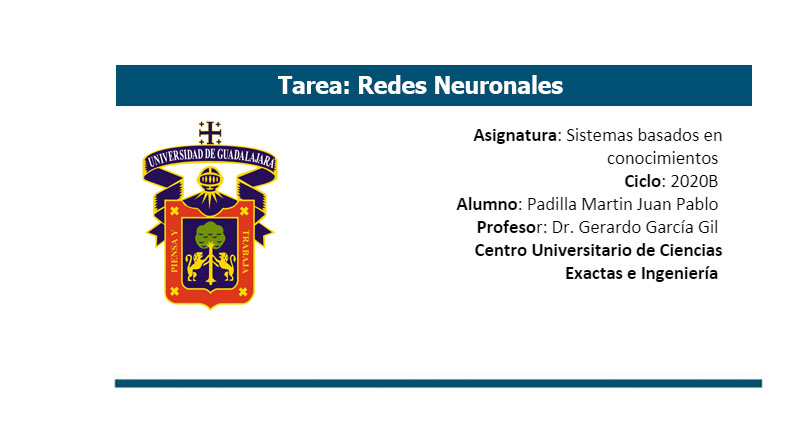 Tarea: Redes Neuronales
UNIVERSIDAD DE GUADALAJARA
PIENSA Y
TRABAJA
Asignatura: Sistemas basados en
conocimientos
Ciclo: 2020B
Alumno: Padilla Martin Juan Pablo
Profesor: Dr. Gerardo García Gil
Centro Universitario de Ciencias
Exactas e Ingeniería